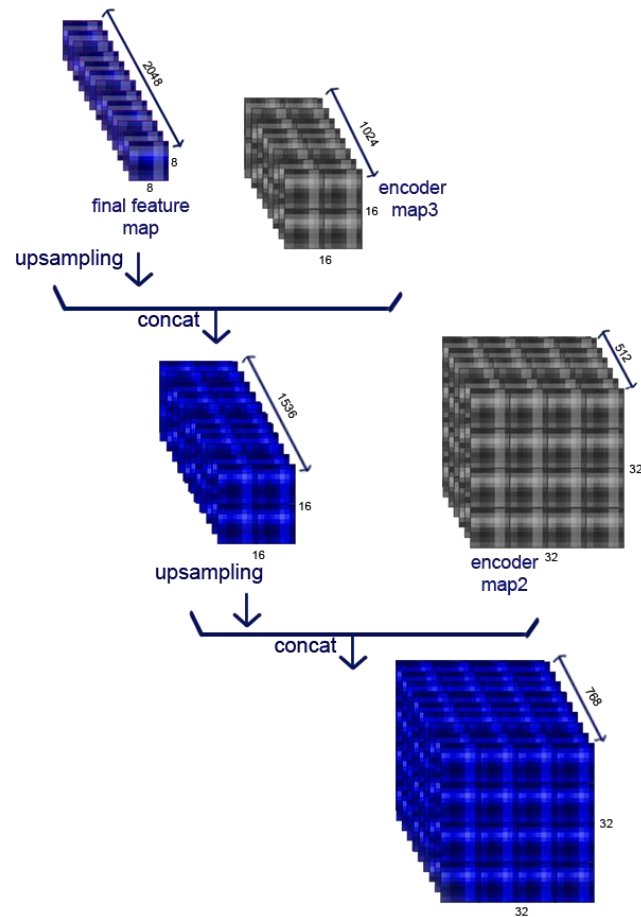 2048
8
8
final feature
map
1024
16
16
encoder
map3
upsampling
concat
1536
16
16
512
32
32
encoder
map2
upsampling
concat
768
32
32